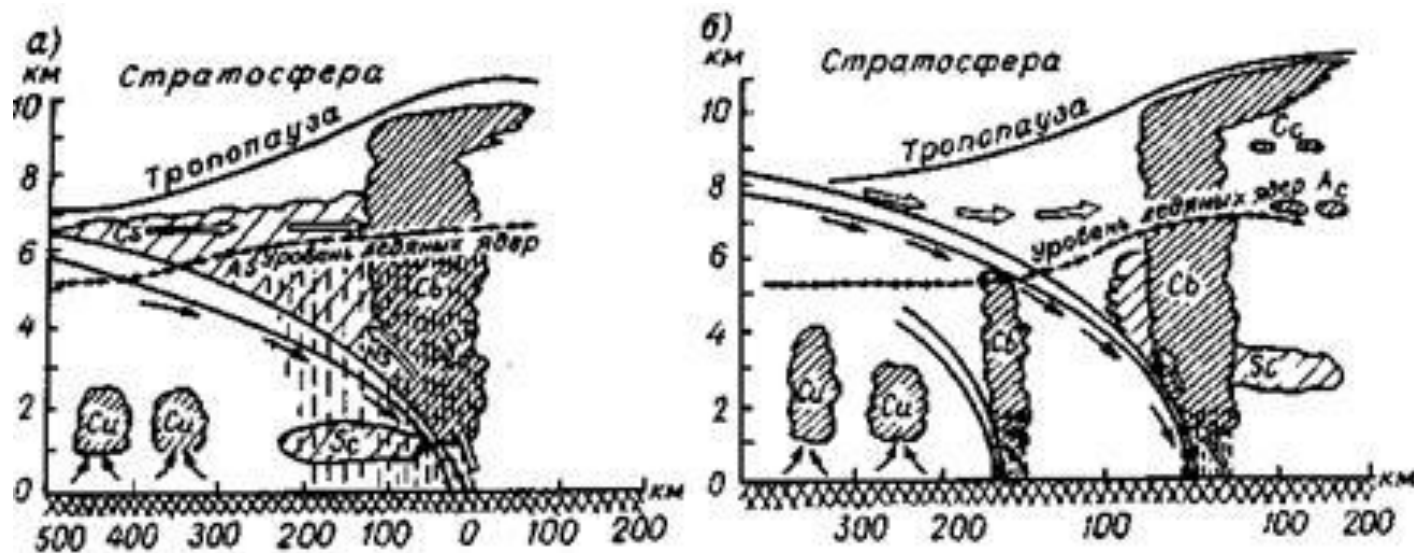 а)
км
Стратосфера
10
Тропопауза
8
Cs
6
As
Уровень ледяных ядер
Cb
4
Ns
2
Cu
Cu
Sc
0
км
500 400 300 200 100 0 100 200
б)
км
Стратосфера
10
Тропопауза
Cc
8
Ac
Уровень ледяных ядер
6
Cb
4
Cb
Sc
Cu
Cu
2
0
км
300 200 100 100 200